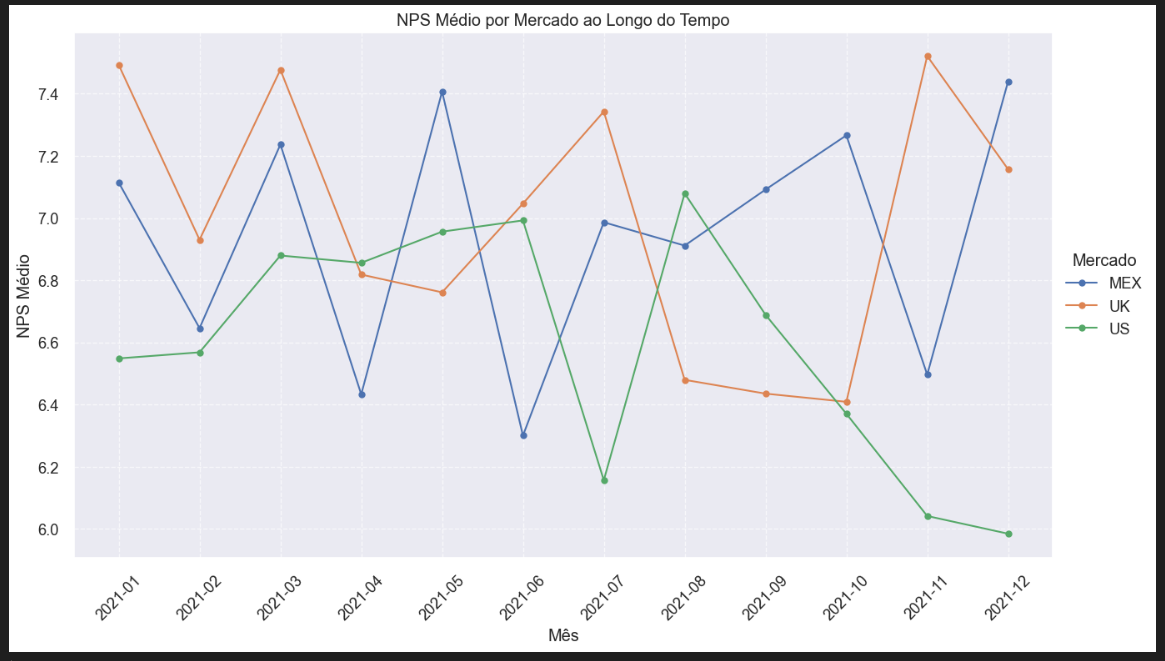 NPS Médio por Mercado ao Longo do Tempo
NPS Médio
7.4
7.2
7.0
6.8
6.6
6.4
6.2
6.0
2021-01
2021-02
2021-03
2021-04
2021-05
2021-06
2021-07
2021-08
2021-09
2021-10
2021-11
2021-12
Mês
Mercado
MEX
UK
US